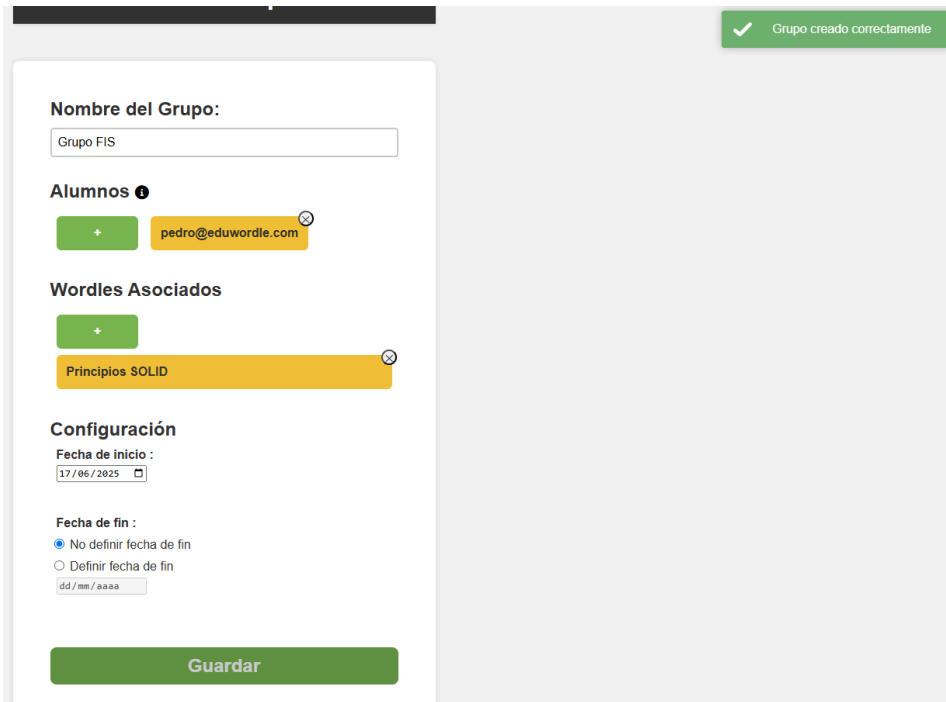 Grupo creado correctamente
Nombre del Grupo:
Grupo FIS
Alumnos
+
pedro@eduwordle.com
Wordles Asociados
+
Principios SOLID
Configuración
Fecha de inicio :
17/06/2025
Fecha de fin :
No definir fecha de fin
Definir fecha de fin
dd/mm/aaaa
Guardar